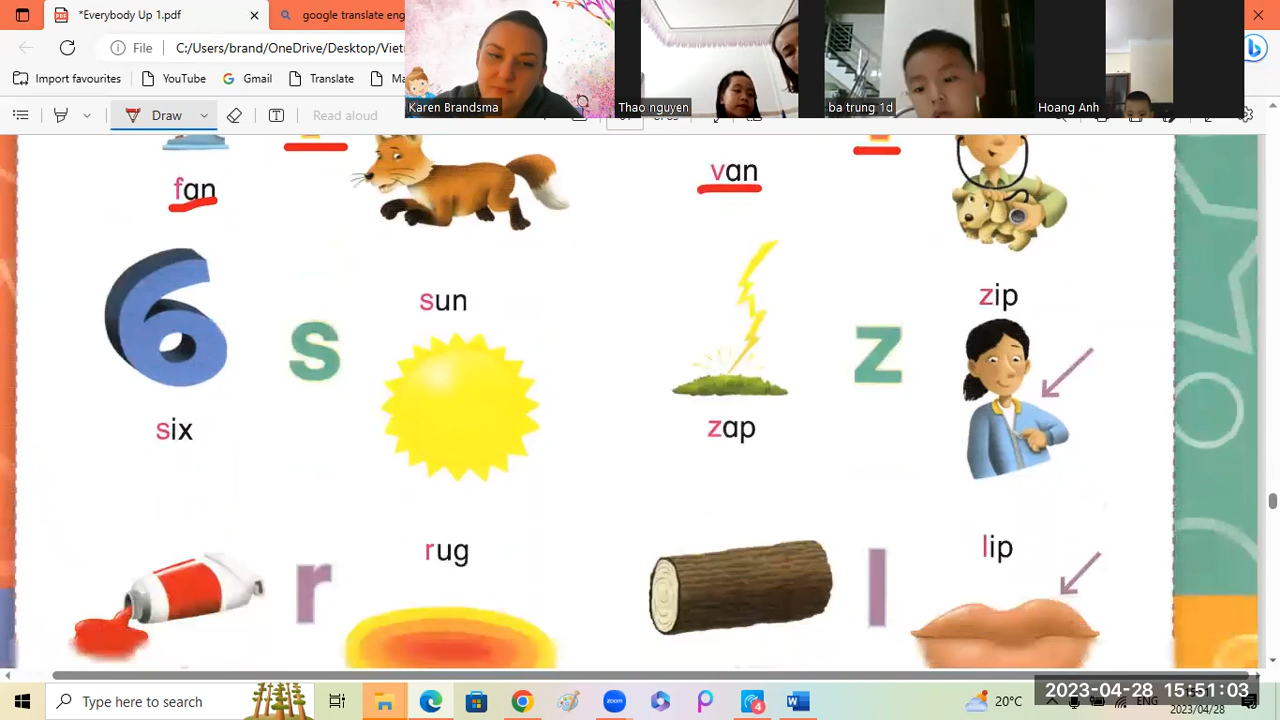 *Everybody Up 1.pdf
google translate eng
File
C:/Users/brand/OneDrive/Desktop/Viet
Import favourites
YouTube
Gmail
Translate
Draw
Read aloud
Karen Brandsma
Thao nguyen
ba trung 1d
Hoang Anh
fan
van
sun
zip
s
z
six
zap
rug
lip
r
l
Type here to search
zoom
4
20°C
ENG
2023-04-28 15:51:03
2023/04/28